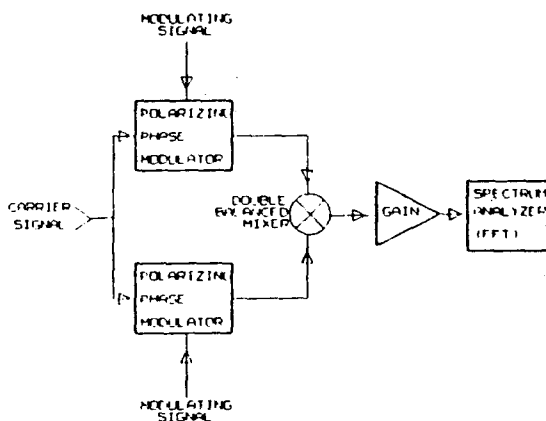 MODULATING
SIGNAL
POLARIZING
PHASE
MODULATOR
CARRIER
SIGNAL
DOUBLE
BALANCED
MIXER
GAIN
SPECTRUM
ANALYZER
(FFT)
POLARIZING
PHASE
MODULATOR
MODULATING
SIGNAL